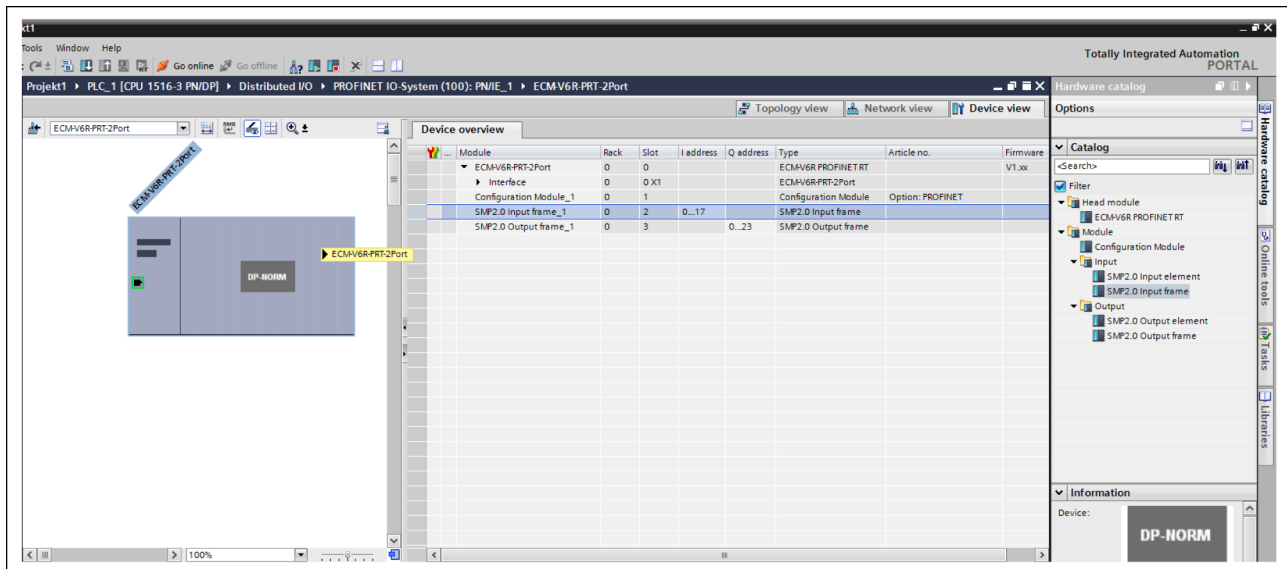 kt1
Tools Window Help
Go online Go offline
Totally Integrated Automation
PORTAL
Projekt1 PLC_1 [CPU 1516-3 PN/DP] Distributed I/O PROFINET IO-System (100): PN/IE_1 ECM-V6R-PRT-2Port
Hardware catalog
Topology view Network view Device view
Options
ECM-V6R-PRT-2Port
Device overview
... Module Rack Slot I address Q address Type Article no. Firmware
ECM-V6R-PRT-2Port 0 0 ECM-V6R PROFINET RT V1.xx
Interface 0 0 X1 ECM-V6R-PRT-2Port
Configuration Module_1 0 1 Configuration Module Option: PROFINET
SMP2.0 Input frame_1 0 2 0...17 SMP2.0 Input frame
SMP2.0 Output frame_1 0 3 0...23 SMP2.0 Output frame
ECM-V6R-PRT-2Port
ECM-V6R-PRT-2Port
DP-NORM
Catalog
<Search>
Filter
Head module
ECM-V6R PROFINET RT
Module
Configuration Module
Input
SMP2.0 Input element
SMP2.0 Input frame
Output
SMP2.0 Output element
SMP2.0 Output frame
Information
Device:
DP-NORM
Hardware catalog
Online tools
Tasks
Libraries
100%